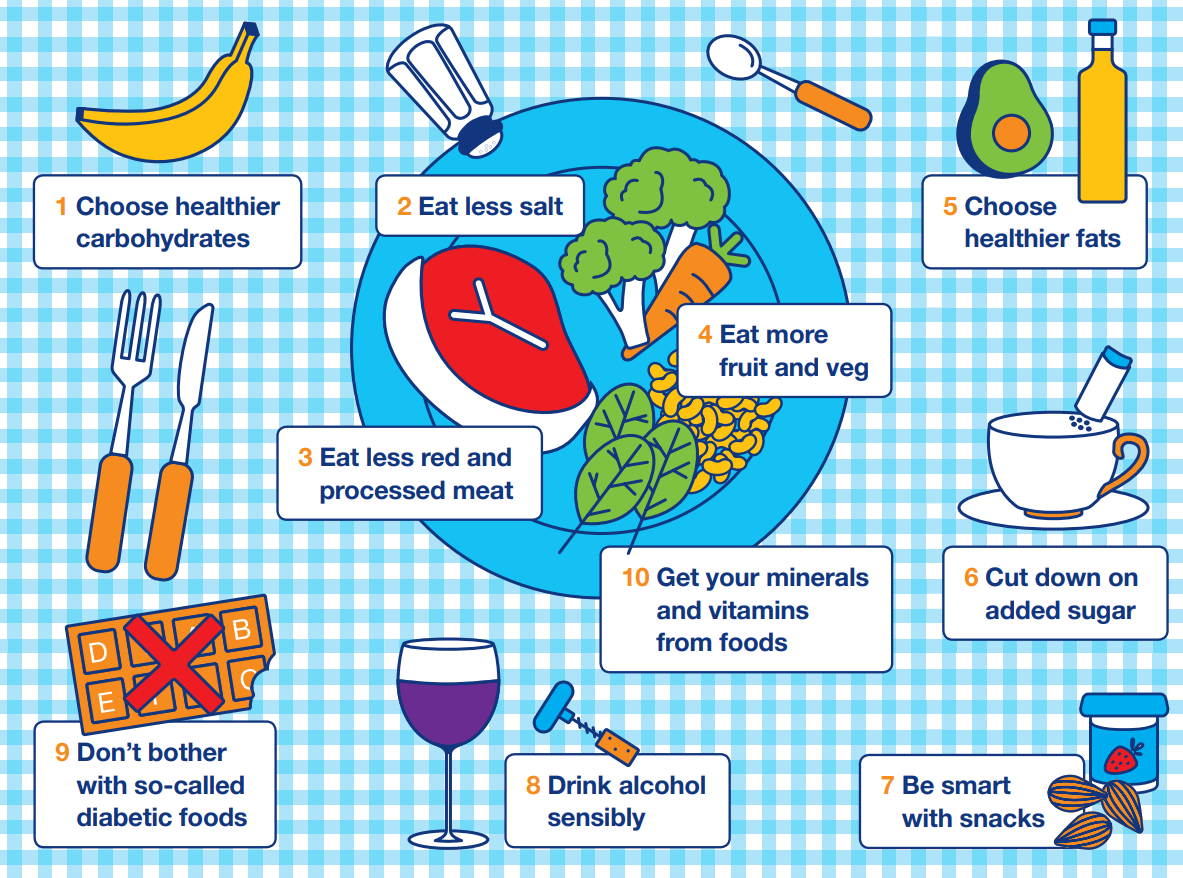 1 Choose healthier
carbohydrates
2 Eat less salt
3 Eat less red and
processed meat
4 Eat more
fruit and veg
5 Choose
healthier fats
6 Cut down on
added sugar
7 Be smart
with snacks
8 Drink alcohol
sensibly
D B
E
9 Don’t bother
with so-called
diabetic foods
10 Get your minerals
and vitamins
from foods